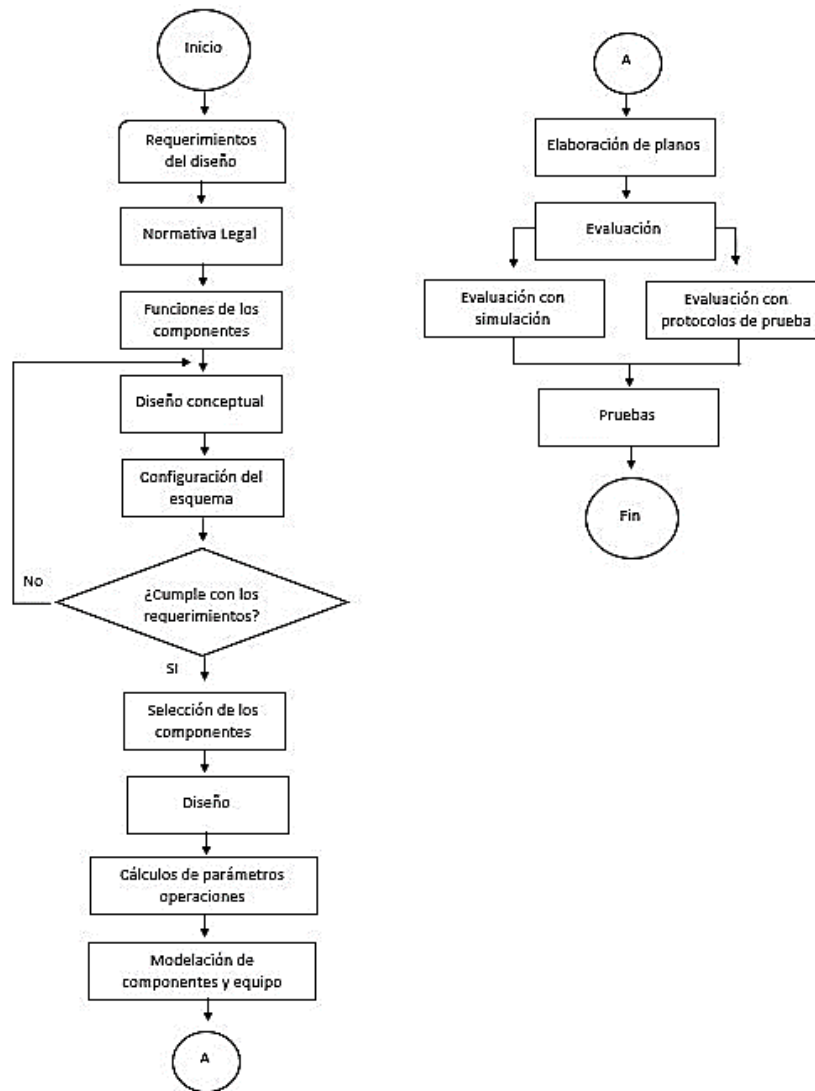 Inicio
Requerimientos
del diseño
Normativa Legal
Funciones de los
componentes
Diseño conceptual
Configuración del
esquema
¿Cumple con los
requerimientos?
No
SI
Selección de los
componentes
Diseño
Cálculos de parámetros
operaciones
Modelación de
componentes y equipo
A
A
Elaboración de planos
Evaluación
Evaluación con
simulación
Evaluación con
protocolos de prueba
Pruebas
Fin